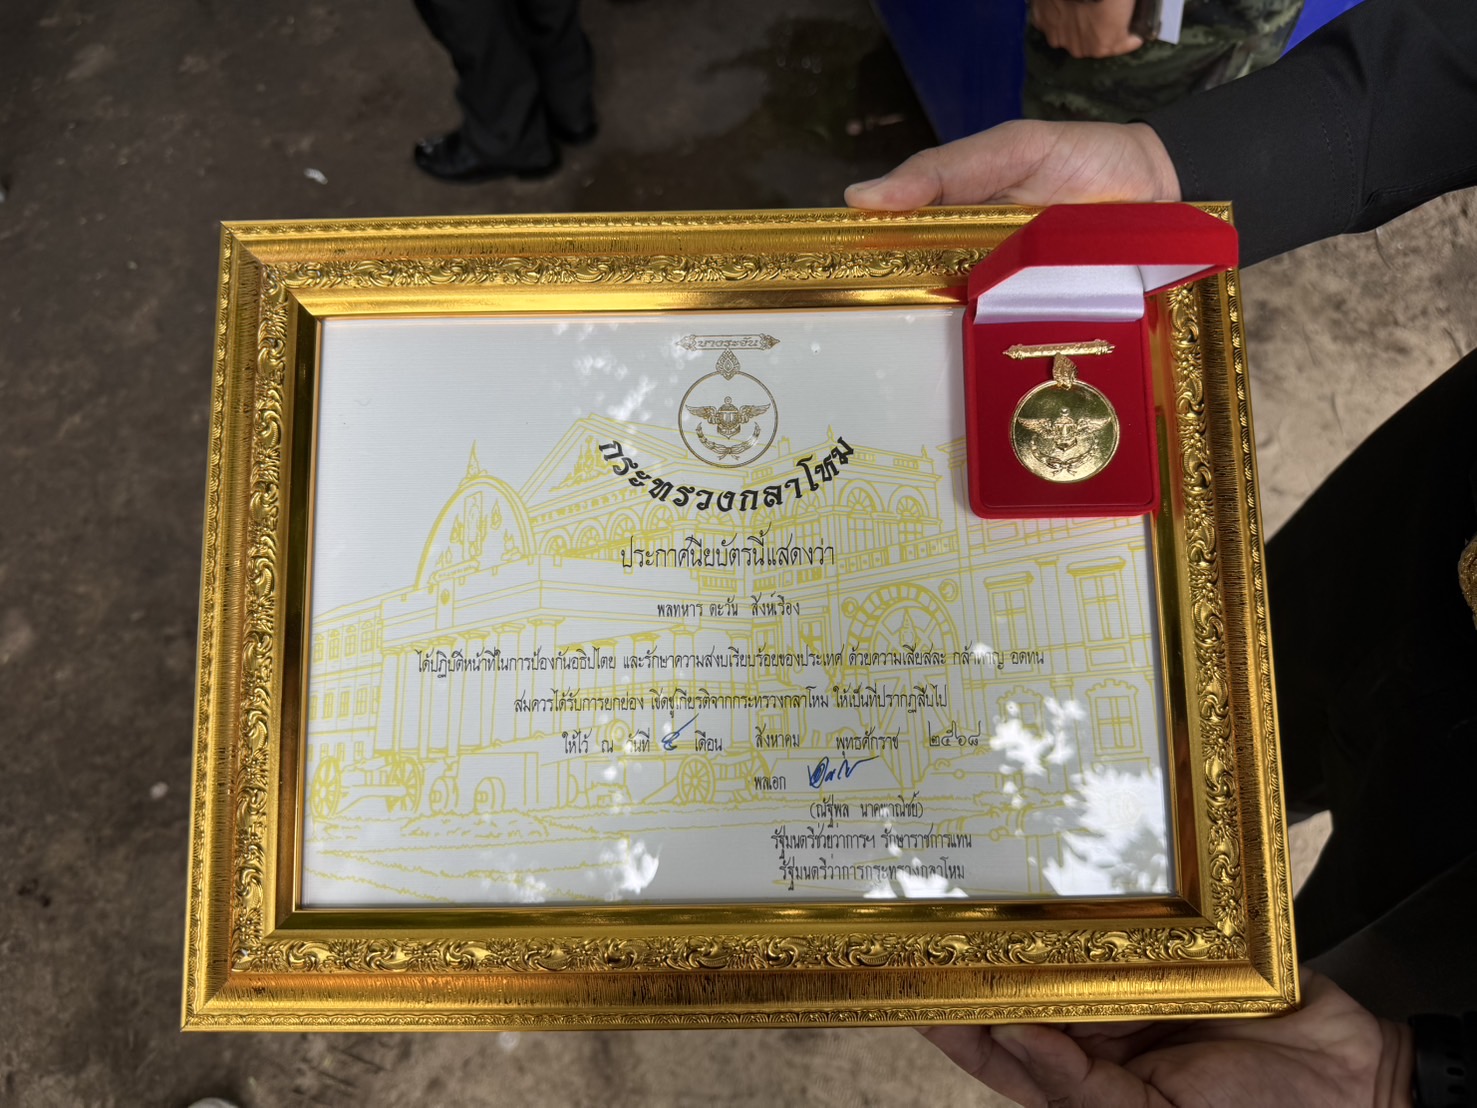 บางระจัน
กระทรวงกลาโหม
ประกาศนียบัตรนี้แสดงว่า
พลทหาร ตะวัน สิงห์เรือง
ได้ปฏิบัติหน้าที่ในการป้องกันอธิปไตย และรักษาความสงบเรียบร้อยของประเทศ ด้วยความเสียสละ กล้าหาญ อดทน
สมควรได้รับการยกย่อง เชิดชูเกียรติจากกระทรวงกลาโหม ให้เป็นที่ปรากฏสืบไป
ให้ไว้ ณ วันที่ ๕ เดือน สิงหาคม พุทธศักราช ๒๕๖๘
พลเอก
(ณัฐพล นาคพาณิชย์)
รัฐมนตรีช่วยว่าการฯ รักษาราชการแทน
รัฐมนตรีว่าการกระทรวงกลาโหม